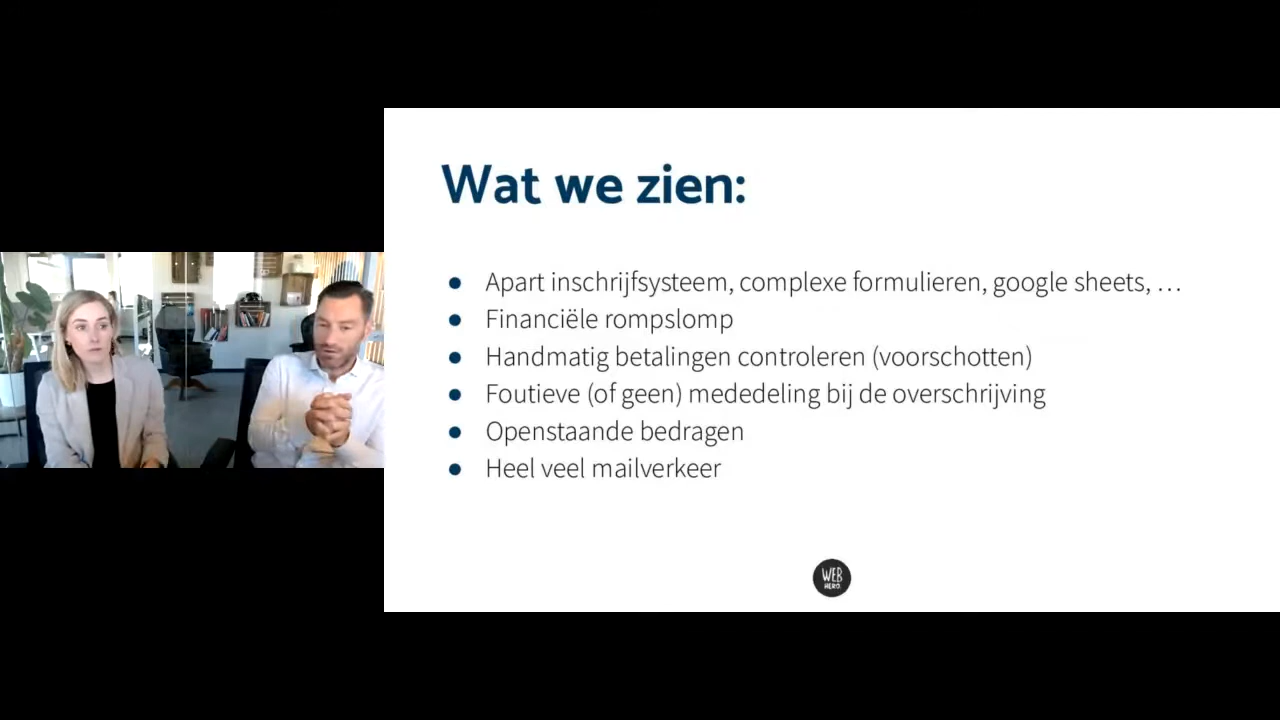 Wat we zien:
● Apart inschrijfsysteem, complexe formulieren, google sheets, …
● Financiële rompslomp
● Handmatig betalingen controleren (voorschotten)
● Foutieve (of geen) mededeling bij de overschrijving
● Openstaande bedragen
● Heel veel mailverkeer
WEB
HERO